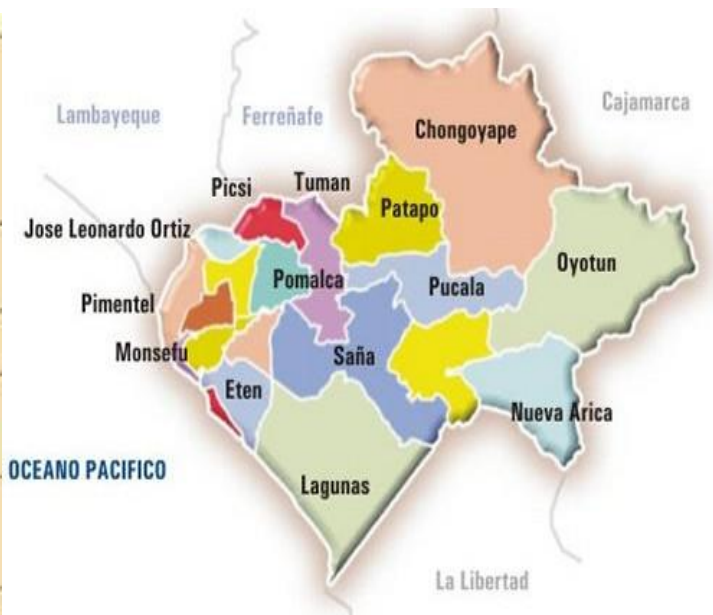 Lambayeque
Ferreñafe
Cajamarca
Chongoyape
Picsi
Tuman
Patapo
Jose Leonardo Ortiz
Oyotun
Pomalca
Pucala
Pimentel
Monsefu
Saña
Eten
Nueva Arica
OCEANO PACIFICO
Lagunas
La Libertad